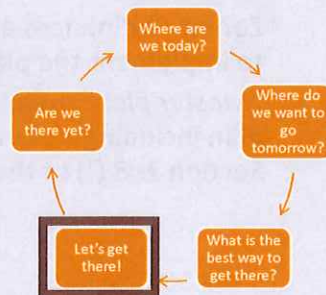 Where are
we today?
Where do
we want to
go
tomorrow?
What is the
best way to
get there?
Let's get
there!
Are we
there yet?